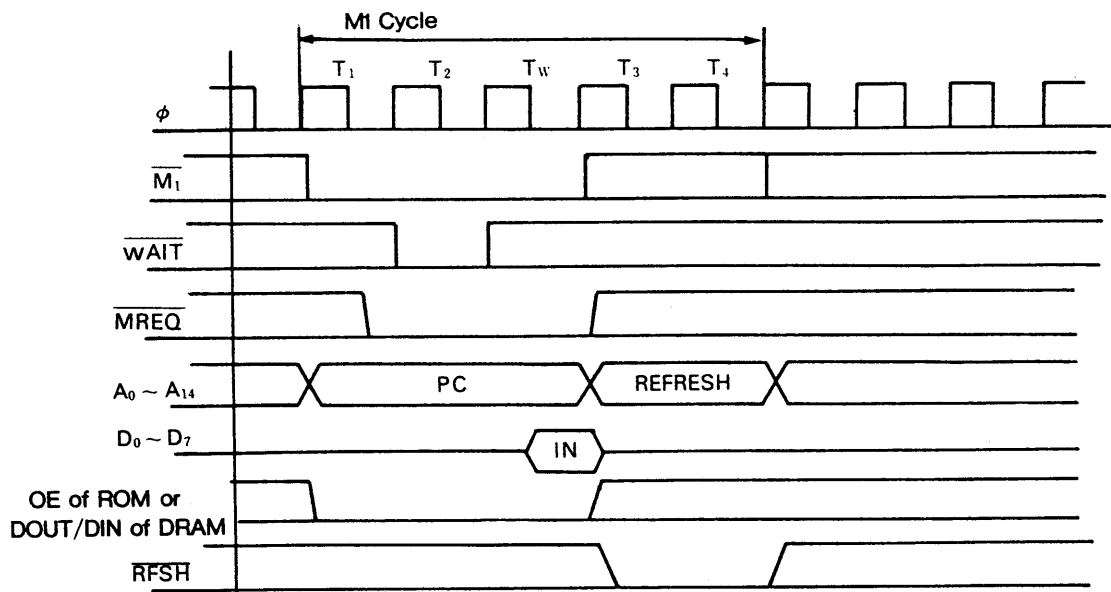 M1 Cycle
T1 T2 TW T3 T4
φ
M1
WAIT
MREQ
A0 ~ A14 PC REFRESH
D0 ~ D7 IN
OE of ROM or
DOUT/DIN of DRAM
RFSH